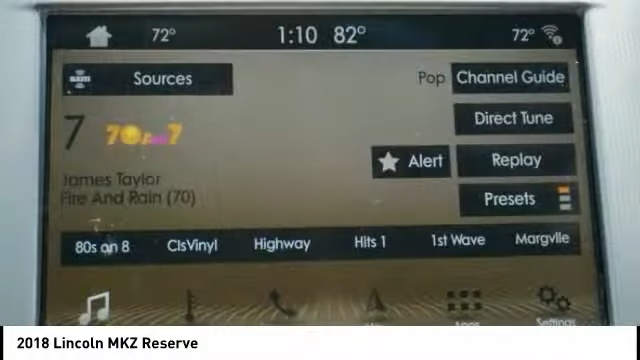 72° 1:10 82° 72°
Sources Pop Channel Guide
Direct Tune
7 70s on 7
Alert Replay
James Taylor
Fire And Rain (70) Presets
80s on 8 ClsVinyl Highway Hits 1 1st Wave Margvlle
Settings
2018 Lincoln MKZ Reserve